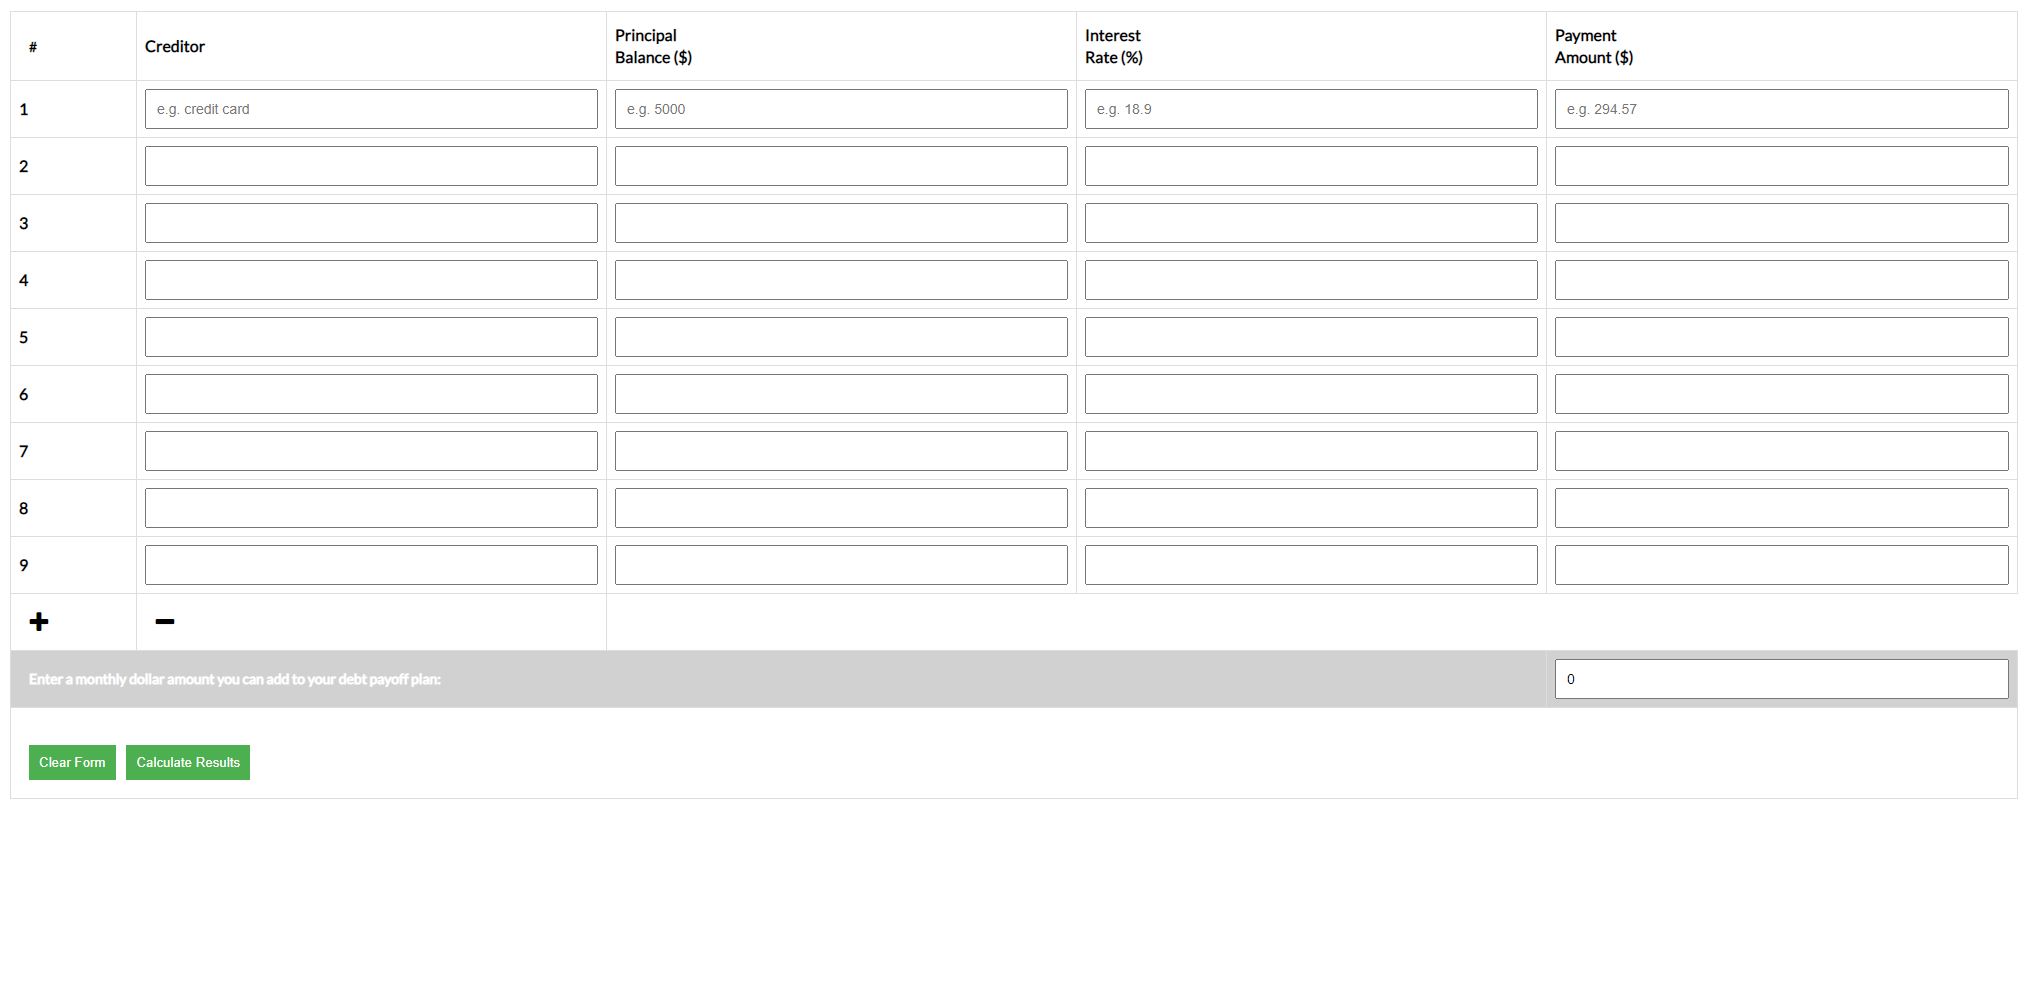 #
Creditor
Principal
Balance ($)
Interest
Rate (%)
Payment
Amount ($)
1
e.g. credit card
e.g. 5000
e.g. 18.9
e.g. 294.57
2
3
4
5
6
7
8
9
+
−
Enter a monthly dollar amount you can add to your debt payoff plan:
0
Clear Form
Calculate Results